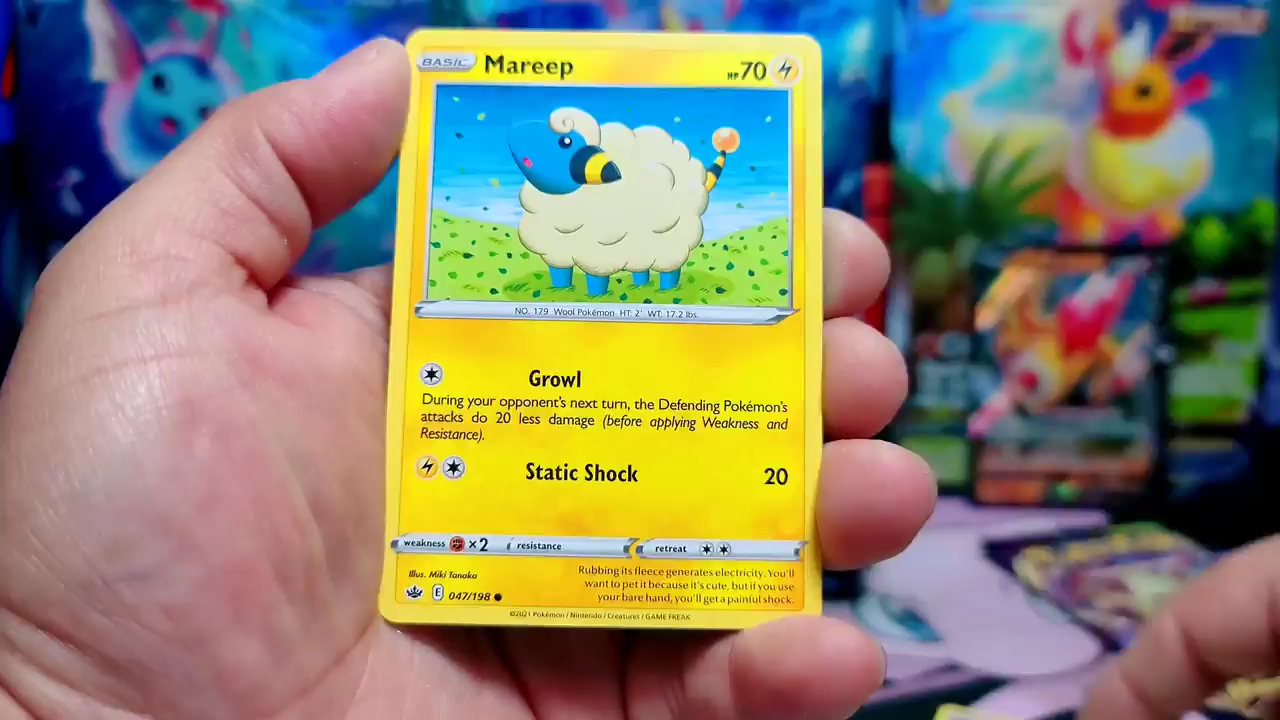 BASIC Mareep HP 70
NO. 179 Wool Pokémon HT: 2' WT: 17.2 lbs.
Growl
During your opponent's next turn, the Defending Pokémon's
attacks do 20 less damage (before applying Weakness and
Resistance).
Static Shock 20
weakness ×2 resistance retreat
Illus. Miki Tanaka
Rubbing its fleece generates electricity. You'll
want to pet it because it's cute, but if you use
your bare hand, you'll get a painful shock.
E 047/198
©2021 Pokémon / Nintendo / Creatures / GAME FREAK